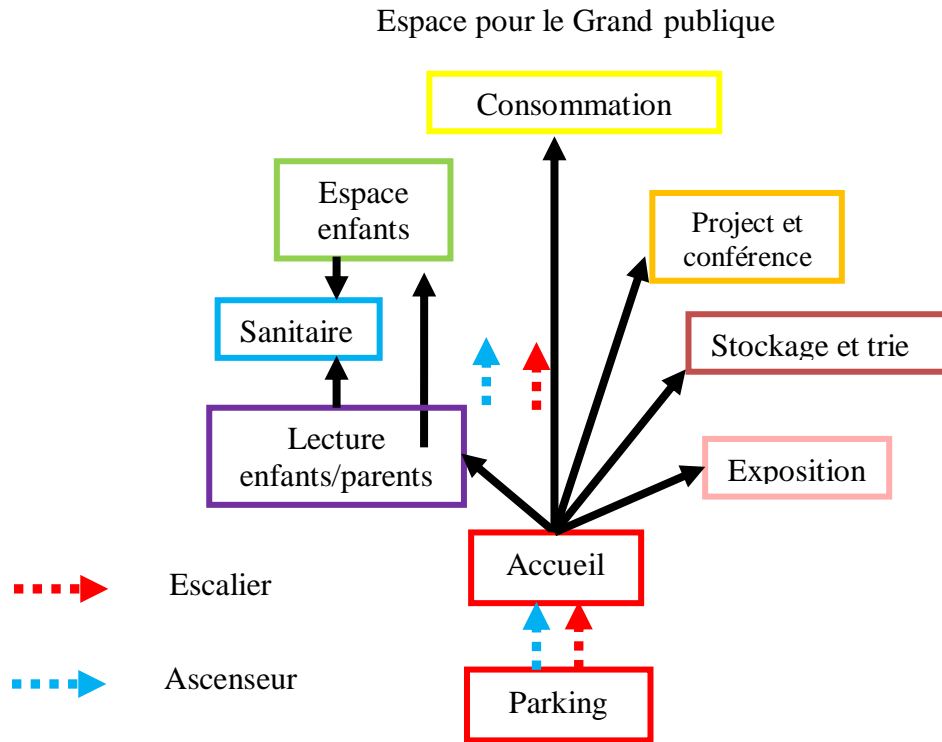 Espace pour le Grand publique
Consommation
Espace
enfants
Project et
conférence
Sanitaire
Stockage et trie
Lecture
enfants/parents
Exposition
Accueil
Escalier
Ascenseur
Parking